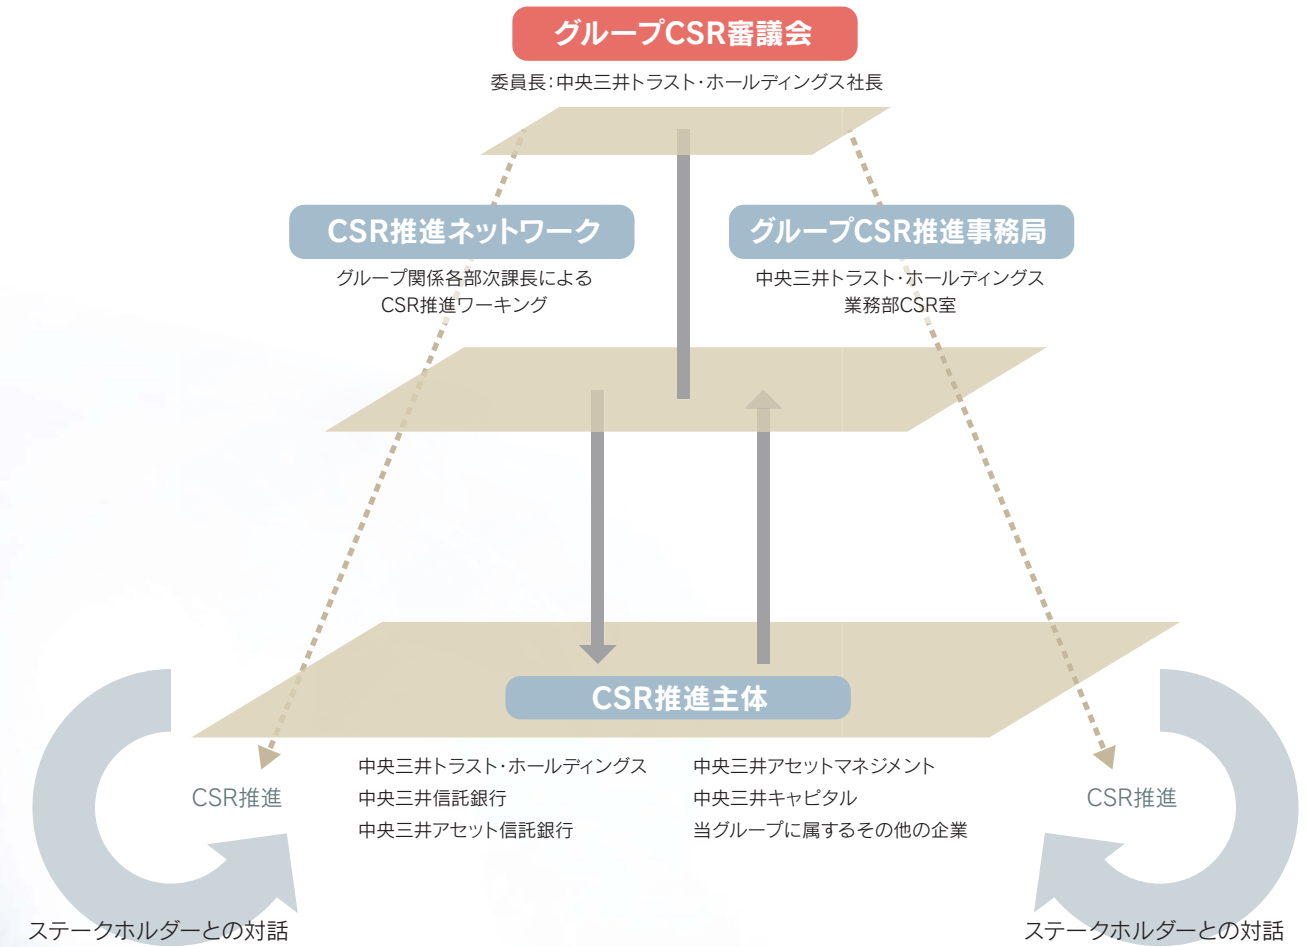 グループCSR審議会
委員長：中央三井トラスト・ホールディングス社長
CSR推進ネットワーク
グループ関係各部次課長による
CSR推進ワーキング
グループCSR推進事務局
中央三井トラスト・ホールディングス
業務部CSR室
CSR推進主体
中央三井トラスト・ホールディングス
中央三井信託銀行
中央三井アセット信託銀行
中央三井アセットマネジメント
中央三井キャピタル
当グループに属するその他の企業
CSR推進
ステークホルダーとの対話
CSR推進
ステークホルダーとの対話